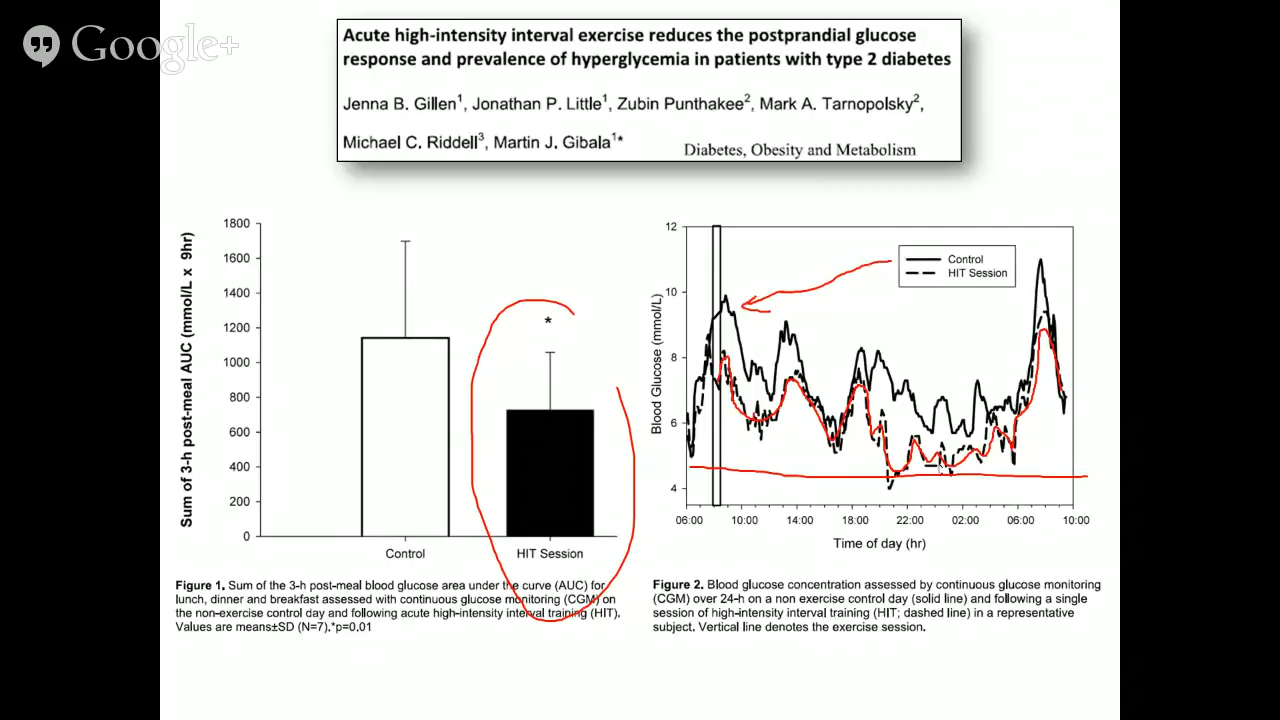 Google+
Acute high-intensity interval exercise reduces the postprandial glucose
response and prevalence of hyperglycemia in patients with type 2 diabetes
Jenna B. Gillen1, Jonathan P. Little1, Zubin Punthakee2, Mark A. Tarnopolsky2,
Michael C. Riddell3, Martin J. Gibala1*
Diabetes, Obesity and Metabolism
Sum of 3-h post-meal AUC (mmol/L x 9hr)
1800
1600
1400
1200
1000
800
600
400
200
0
*
Control
HIT Session
Figure 1. Sum of the 3-h post-meal blood glucose area under the curve (AUC) for
lunch, dinner and breakfast assessed with continuous glucose monitoring (CGM) on
the non-exercise control day and following acute high-intensity interval training (HIT).
Values are means±SD (N=7).*p=0.01
Blood Glucose (mmol/L)
12
10
8
6
4
Control
HIT Session
06:00
10:00
14:00
18:00
22:00
02:00
06:00
10:00
Time of day (hr)
Figure 2. Blood glucose concentration assessed by continuous glucose monitoring
(CGM) over 24-h on a non exercise control day (solid line) and following a single
session of high-intensity interval training (HIT; dashed line) in a representative
subject. Vertical line denotes the exercise session.